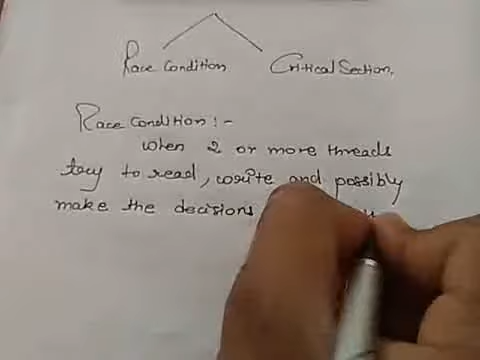 Race Condition
Critical Section.
Race Condition :-
when 2 or more threads
try to read, write and possibly
make the decisions